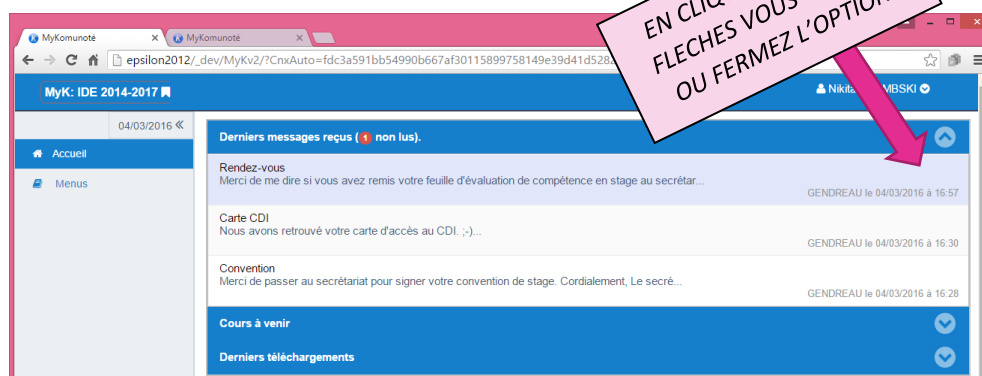 EN CLIQ
FLECHES VOUS
OU FERMEZ L'OPTION
MyKomunoté
MyKomunoté
epsilon2012/_dev/MyKv2/?CnxAuto=fdc3a591bb54990b667af30115899758149e39d41d528
MyK: IDE 2014-2017
Nikita MBSKI
04/03/2016 «
Accueil
Menus
Derniers messages reçus (1 non lus).
Rendez-vous
Merci de me dire si vous avez remis votre feuille d'évaluation de compétence en stage au secrétar...
GENDREAU le 04/03/2016 à 16:57
Carte CDI
Nous avons retrouvé votre carte d'accès au CDI. ;-)...
GENDREAU le 04/03/2016 à 16:30
Convention
Merci de passer au secrétariat pour signer votre convention de stage. Cordialement, Le secré...
GENDREAU le 04/03/2016 à 16:28
Cours à venir
Derniers téléchargements